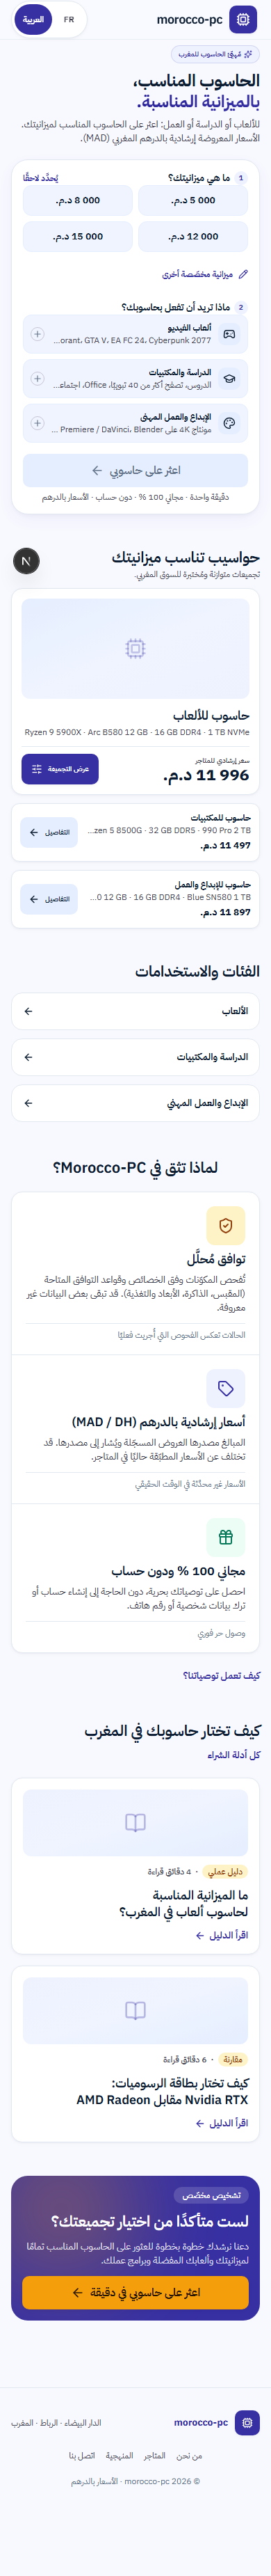 morocco-pc
FR
العربية
مُهيّئ الحاسوب للمغرب
الحاسوب المناسب،
بالميزانية المناسبة.
للألعاب أو الدراسة أو العمل: اعثر على الحاسوب المناسب لميزانيتك.
الأسعار المعروضة إرشادية بالدرهم المغربي (MAD).
1 ما هي ميزانيتك؟
يُحدَّد لاحقًا
5 000 د.م.
8 000 د.م.
12 000 د.م.
15 000 د.م.
ميزانية مخصّصة أخرى
2 ماذا تريد أن تفعل بحاسوبك؟
ألعاب الفيديو
...orant، GTA V، EA FC 24، Cyberpunk 2077
الدراسة والمكتبيات
الدروس، تصفح أكثر من 40 تبويبًا، Office، اجتماعـ...
الإبداع والعمل المهني
مونتاج 4K على Premiere / DaVinci، Blender ...
اعثر على حاسوبي
دقيقة واحدة · مجاني 100 % · دون حساب · الأسعار بالدرهم
حواسيب تناسب ميزانيتك
تجميعات متوازنة ومُختبرة للسوق المغربي.
N
حاسوب للألعاب
Ryzen 9 5900X · Arc B580 12 GB · 16 GB DDR4 · 1 TB NVMe
سعر إرشادي للمتاجر
11 996 د.م.
عرض التجميعة
حاسوب للمكتبيات
...zen 5 8500G · 32 GB DDR5 · 990 Pro 2 TB
11 497 د.م.
التفاصيل
حاسوب للإبداع والعمل
...0 12 GB · 16 GB DDR4 · Blue SN580 1 TB
11 897 د.م.
التفاصيل
الفئات والاستخدامات
الألعاب
الدراسة والمكتبيات
الإبداع والعمل المهني
لماذا تثق في Morocco-PC؟
توافق مُحلَّل
تُفحص المكوّنات وفق الخصائص وقواعد التوافق المتاحة
(المقبس، الذاكرة، الأبعاد والتغذية). قد تبقى بعض البيانات غير
معروفة.
الحالات تعكس الفحوص التي أُجريت فعليًا
أسعار إرشادية بالدرهم (MAD / DH)
المبالغ مصدرها العروض المسجّلة ويُشار إلى مصدرها. قد
تختلف عن الأسعار المطبّقة حاليًا في المتاجر.
الأسعار غير محدَّثة في الوقت الحقيقي
مجاني 100 % ودون حساب
احصل على توصياتك بحرية، دون الحاجة إلى إنشاء حساب أو
ترك بيانات شخصية أو رقم هاتف.
وصول حر فوري
كيف تعمل توصياتنا؟
كيف تختار حاسوبك في المغرب
كل أدلة الشراء
دليل عملي · 4 دقائق قراءة
ما الميزانية المناسبة
لحاسوب ألعاب في المغرب؟
اقرأ الدليل
مقارنة · 6 دقائق قراءة
كيف تختار بطاقة الرسوميات:
Nvidia RTX مقابل AMD Radeon
اقرأ الدليل
تشخيص مخصّص
لست متأكدًا من اختيار تجميعتك؟
دعنا نرشدك خطوة بخطوة للعثور على الحاسوب المناسب تمامًا
لميزانيتك وألعابك المفضلة وبرامج عملك.
اعثر على حاسوبي في دقيقة
morocco-pc
الدار البيضاء · الرباط · المغرب
من نحن
المتاجر
المنهجية
اتصل بنا
© 2026 morocco-pc · الأسعار بالدرهم